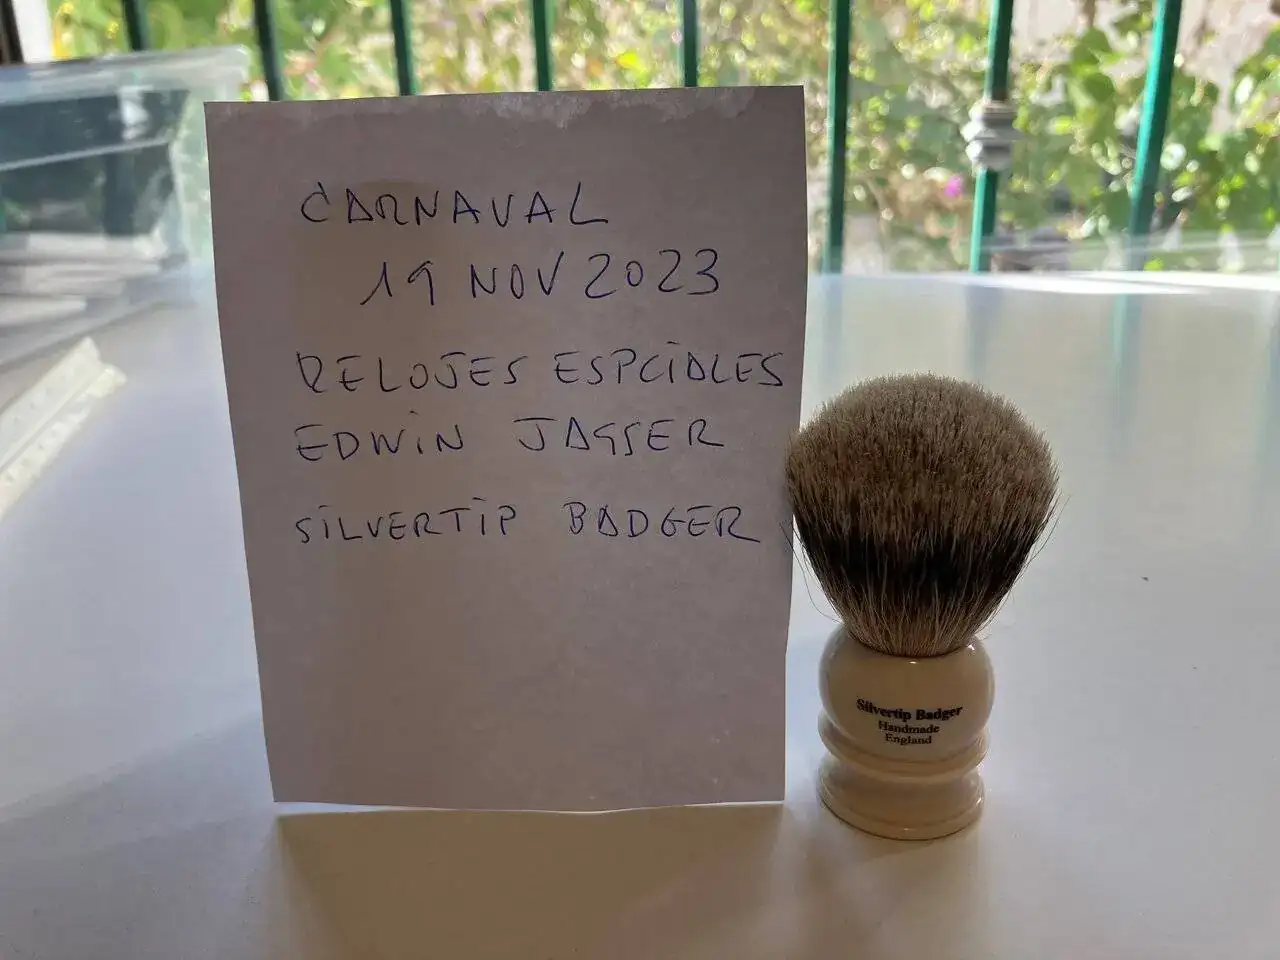 CARNAVAL
19 NOV 2023
RELOJES ESPCIALES
EDWIN JAGGER
SILVERTIP BADGER
Silvertip Badger
Handmade
England